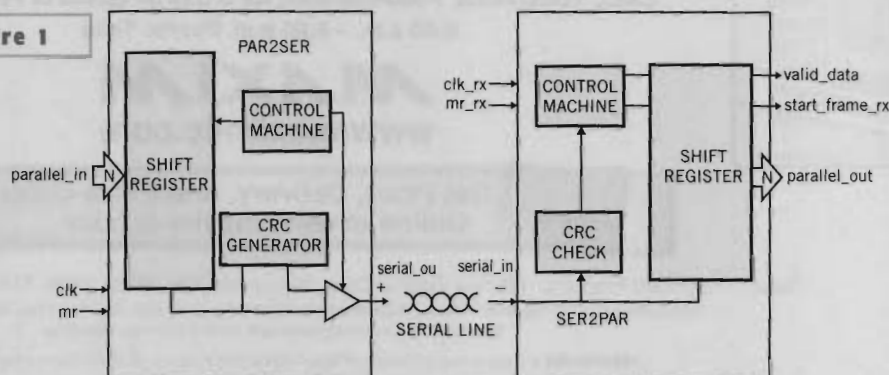 re 1
PAR2SER
CONTROL
MACHINE
parallel_in
N
SHIFT
REGISTER
CRC
GENERATOR
clk
mr
serial_ou
+
serial_in
−
SERIAL LINE
clk_rx
mr_rx
CONTROL
MACHINE
CRC
CHECK
SER2PAR
SHIFT
REGISTER
valid_data
start_frame_rx
N
parallel_out